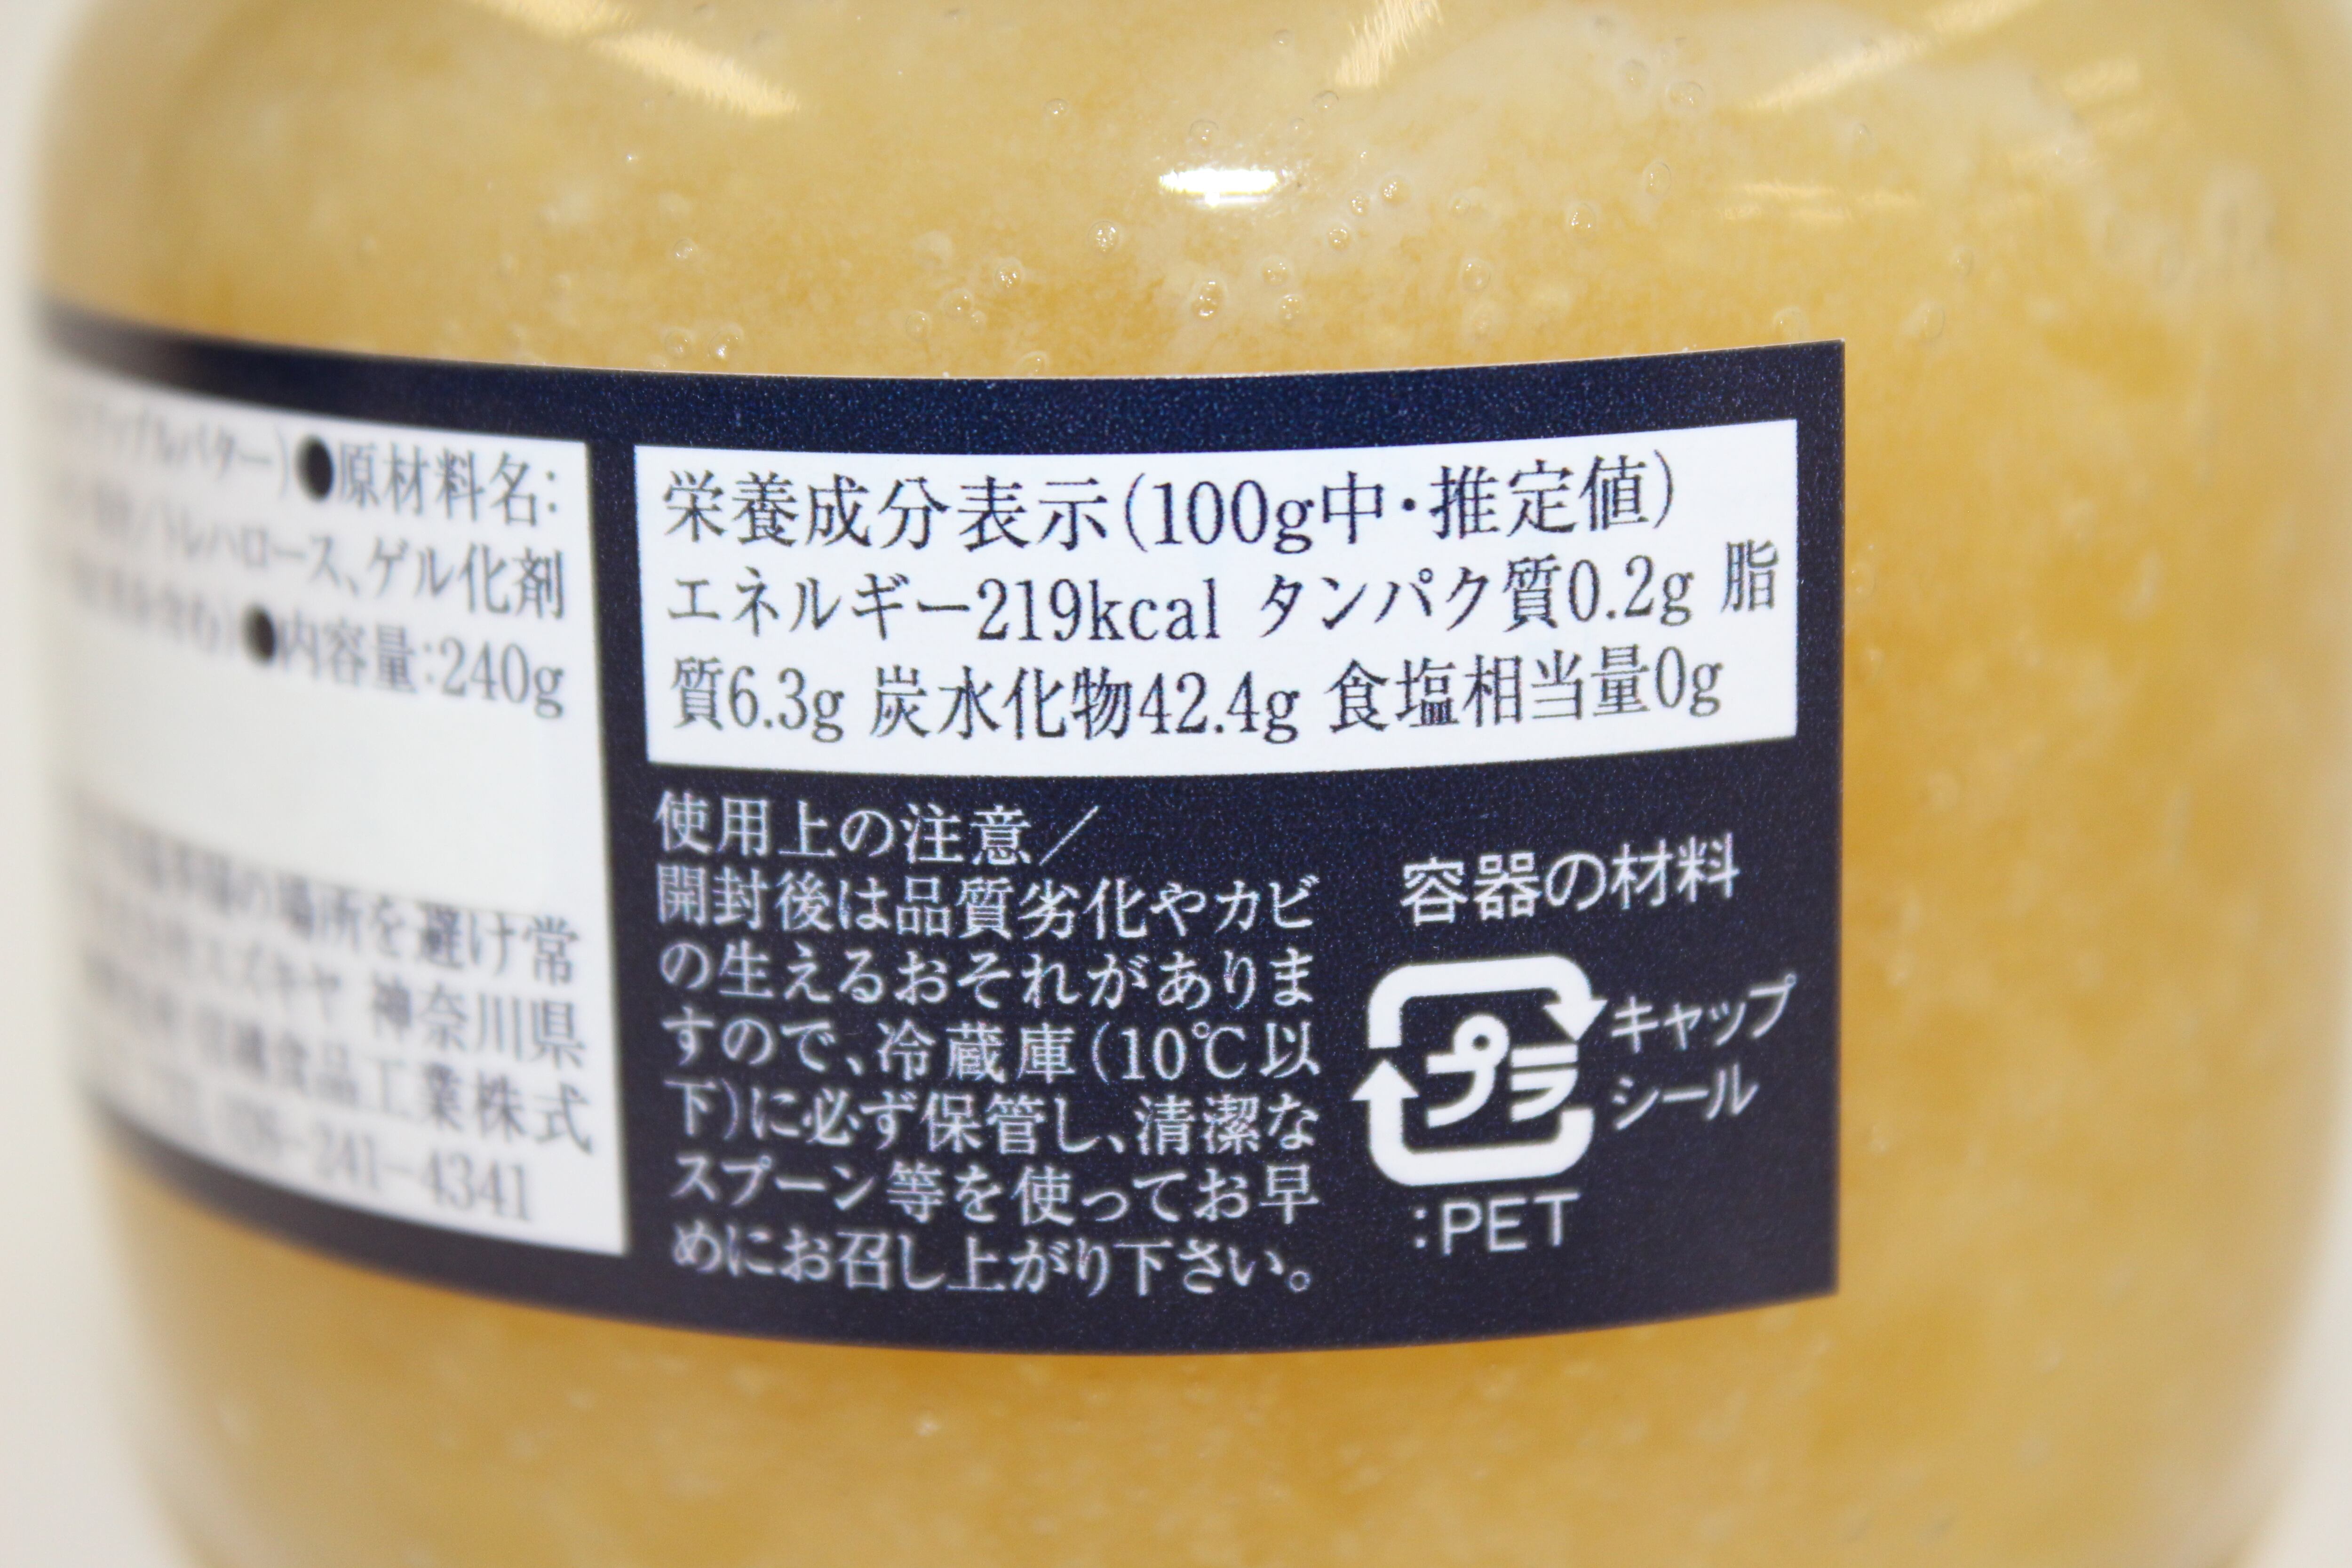 ップルバター)●原材料名:
トレハロース、ゲル化剤
●内容量:240g
の場所を避け常
スズキヤ 神奈川県
食品工業株式
241-4341
栄養成分表示(100g中・推定値)
エネルギー219kcal タンパク質0.2g 脂
質6.3g 炭水化物42.4g 食塩相当量0g
使用上の注意／
開封後は品質劣化やカビ
の生えるおそれがありま
すので、冷蔵庫(10℃以
下)に必ず保管し、清潔な
スプーン等を使ってお早
めにお召し上がり下さい。
容器の材料
プラ
キャップ
シール
:PET